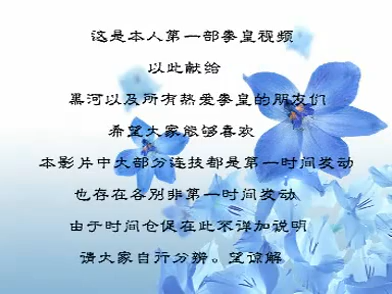 这是本人第一部拳皇视频
以此献给
黑河以及所有热爱拳皇的朋友们
希望大家能够喜欢
本影片中大部分连技都是第一时间发动
也存在各别非第一时间发动
由于时间仓促在此不详加说明
请大家自行分辨。望谅解